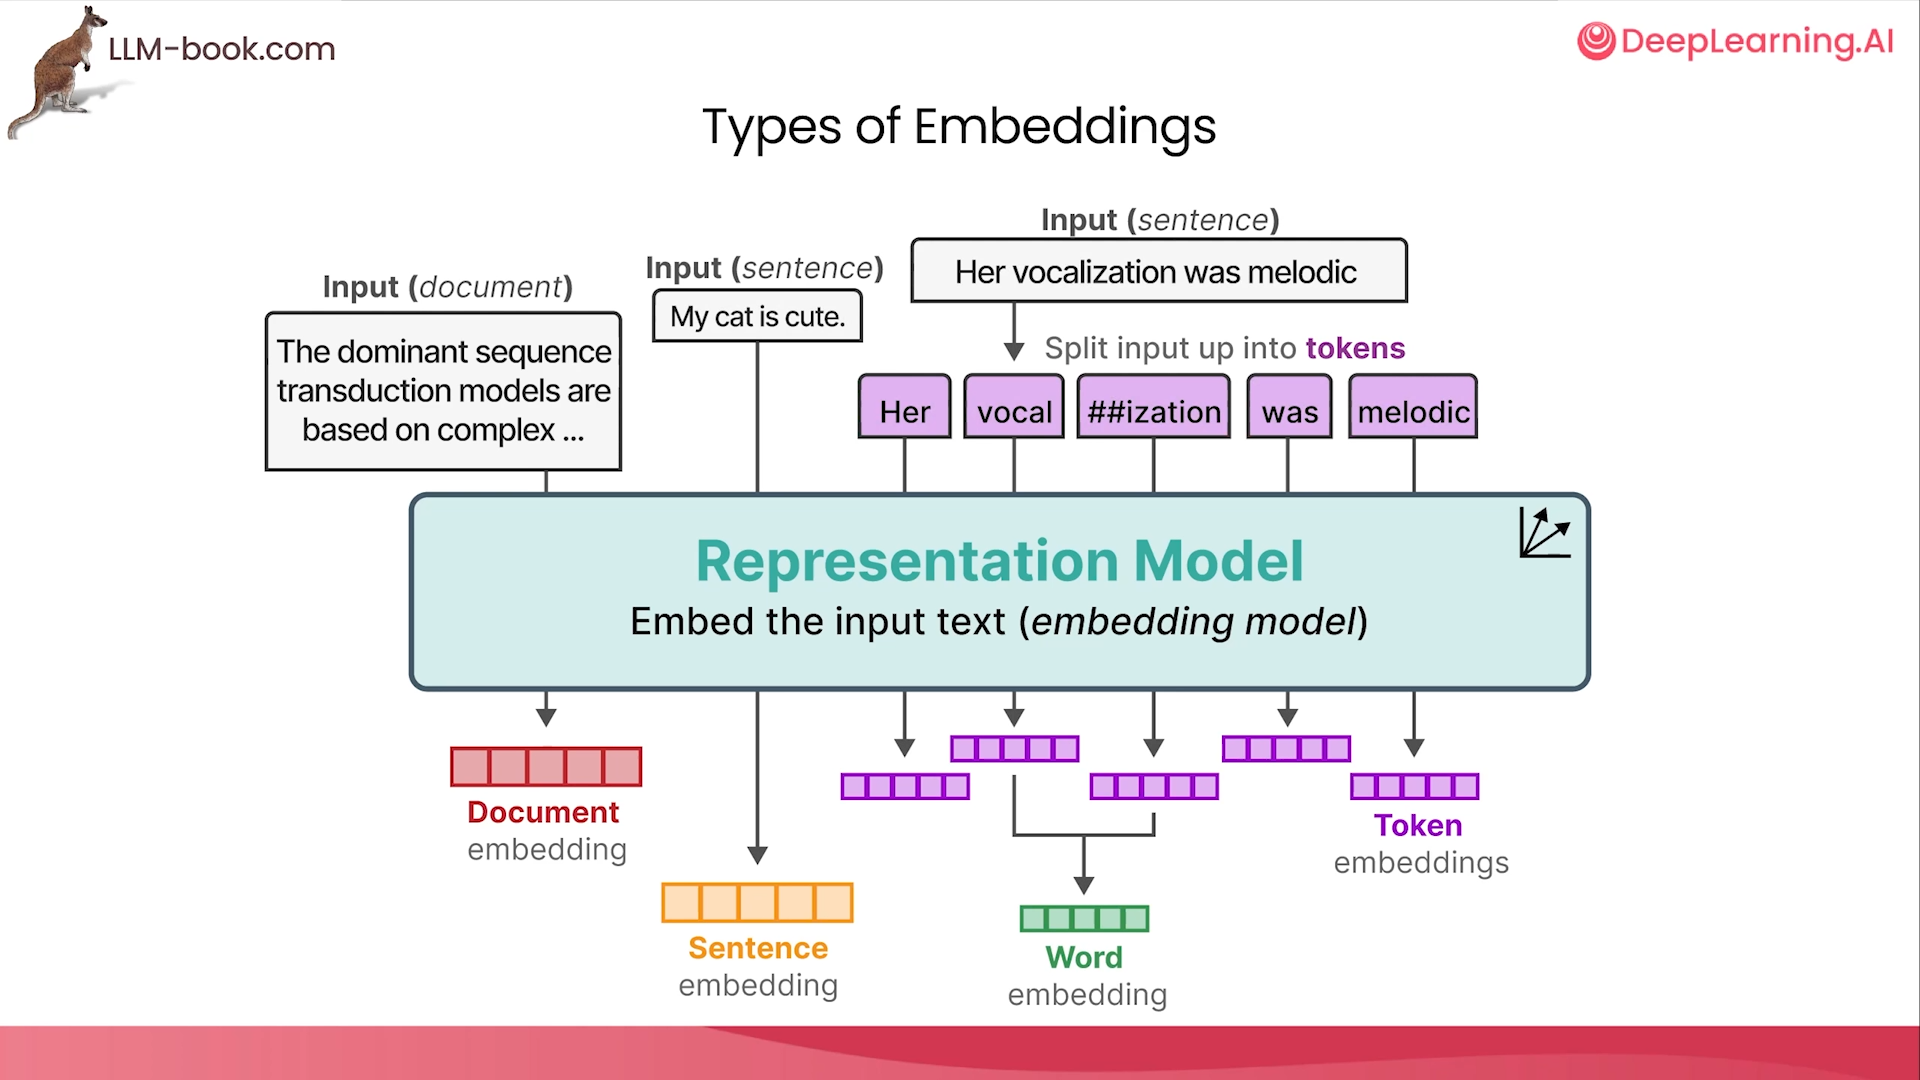 LLM-book.com
DeepLearning.AI
Types of Embeddings
Input (document)
The dominant sequence
transduction models are
based on complex ...
Input (sentence)
My cat is cute.
Input (sentence)
Her vocalization was melodic
Split input up into tokens
Her vocal ##ization was melodic
Representation Model
Embed the input text (embedding model)
Document
embedding
Sentence
embedding
Word
embedding
Token
embeddings